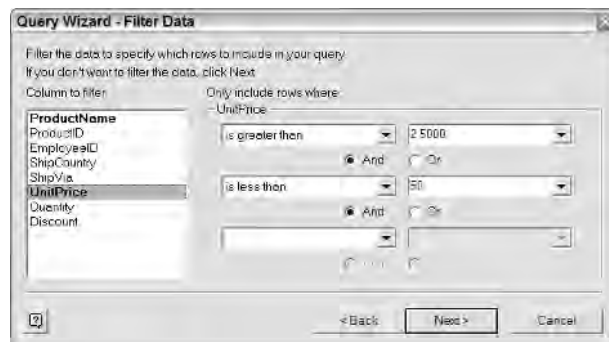 Query Wizard - Filter Data
Filter the data to specify which rows to include in your query
If you don't want to filter the data, click Next
Column to filter:
Only include rows where:
ProductName
ProductID
EmployeeID
ShipCountry
ShipVia
UnitPrice
Quantity
Discount
UnitPrice
is greater than
2.5000
And
Or
is less than
50
And
Or
?
< Back
Next >
Cancel